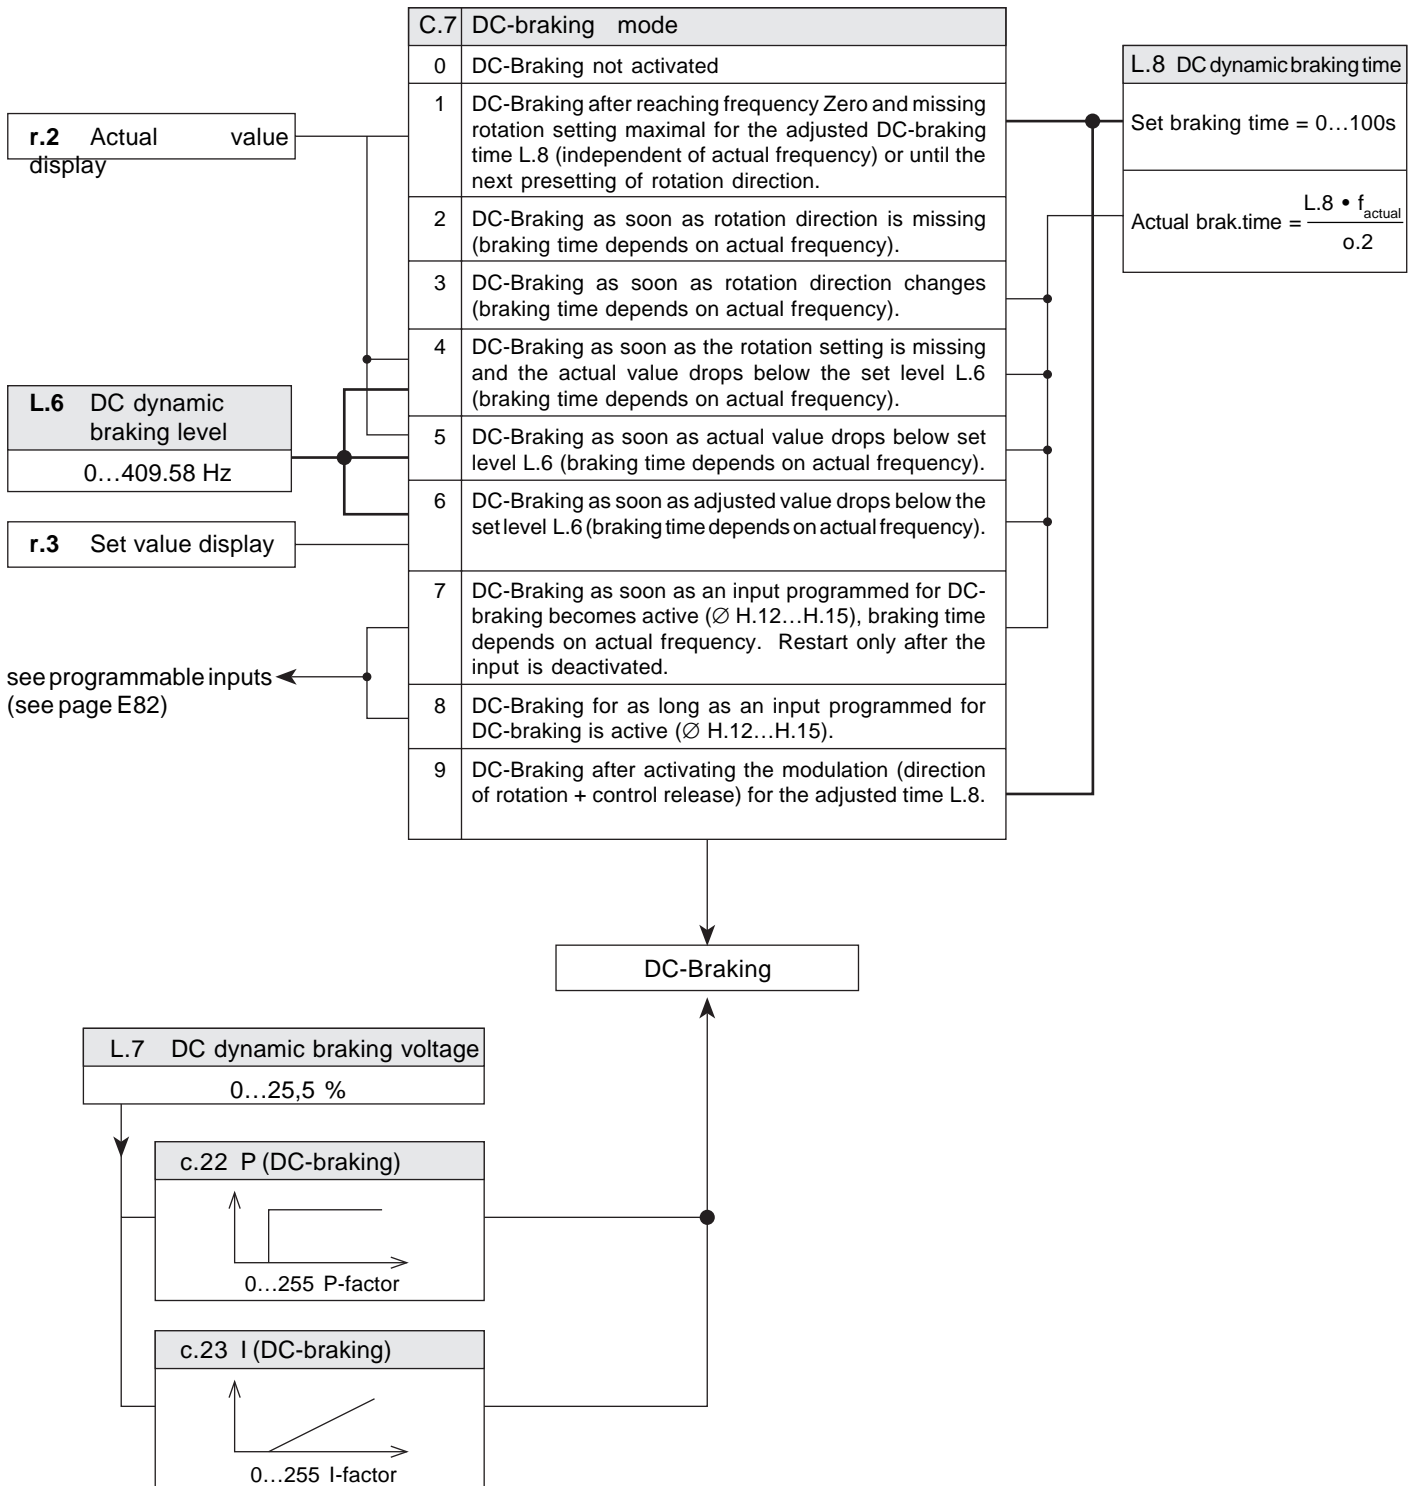 C.7 DC-braking mode
0 DC-Braking not activated
1 DC-Braking after reaching frequency Zero and missing
rotation setting maximal for the adjusted DC-braking
time L.8 (independent of actual frequency) or until the
next presetting of rotation direction.
2 DC-Braking as soon as rotation direction is missing
(braking time depends on actual frequency).
3 DC-Braking as soon as rotation direction changes
(braking time depends on actual frequency).
4 DC-Braking as soon as the rotation setting is missing
and the actual value drops below the set level L.6
(braking time depends on actual frequency).
5 DC-Braking as soon as actual value drops below set
level L.6 (braking time depends on actual frequency).
6 DC-Braking as soon as adjusted value drops below the
set level L.6 (braking time depends on actual frequency).
7 DC-Braking as soon as an input programmed for DC-
braking becomes active (∅ H.12…H.15), braking time
depends on actual frequency. Restart only after the
input is deactivated.
8 DC-Braking for as long as an input programmed for
DC-braking is active (∅ H.12…H.15).
9 DC-Braking after activating the modulation (direction
of rotation + control release) for the adjusted time L.8.
r.2 Actual value
display
L.6 DC dynamic
braking level
0…409.58 Hz
r.3 Set value display
see programmable inputs
(see page E82)
L.8 DC dynamic braking time
Set braking time = 0…100s
Actual brak.time = L.8 • f_actual / o.2
DC-Braking
L.7 DC dynamic braking voltage
0…25,5 %
c.22 P (DC-braking)
0…255 P-factor
c.23 I (DC-braking)
0…255 I-factor